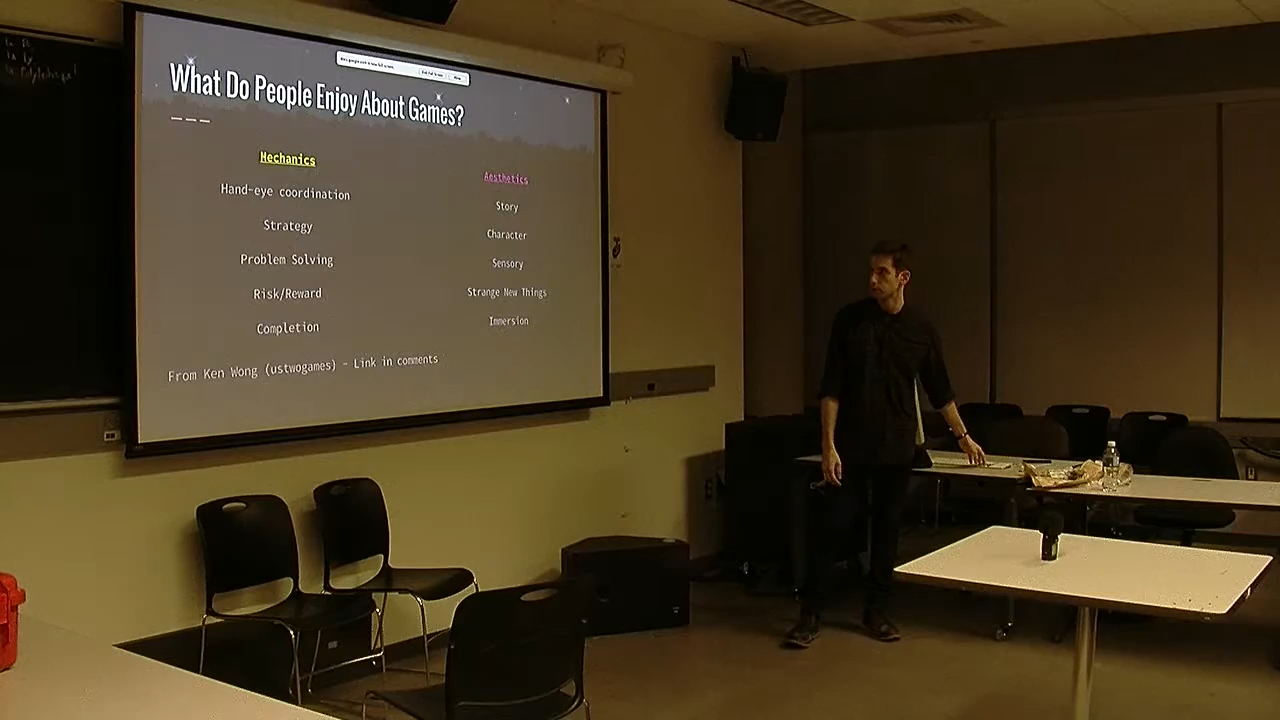 What Do People Enjoy About Games?
Mechanics
Hand-eye coordination
Strategy
Problem Solving
Risk/Reward
Completion
Aesthetics
Story
Character
Sensory
Strange New Things
Immersion
From Ken Wong (ustwogames) - Link in comments